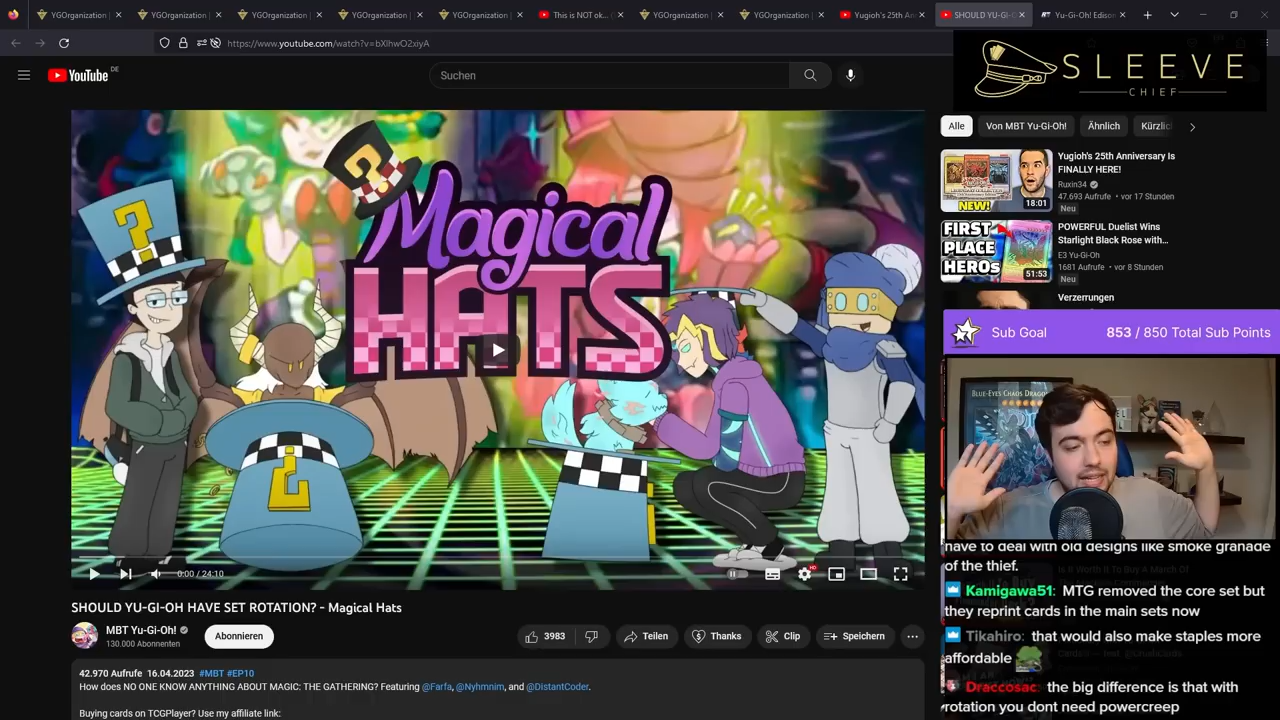 YGOrganization |
YGOrganization |
YGOrganization |
YGOrganization |
YGOrganization |
This is NOT ok...
YGOrganization |
YGOrganization |
Yugioh's 25th An
SHOULD YU-GI-O
Yu-Gi-Oh! Edison
https://www.youtube.com/watch?v=bXlhwO2xiyA
YouTube DE
Suchen
SLEEVE
CHIEF
Alle
Von MBT Yu-Gi-Oh!
Ähnlich
Kürzlic
Magical
HATS
Yugioh's 25th Anniversary Is
FINALLY HERE!
Ruxin34
47.693 Aufrufe • vor 17 Stunden
Neu
NEW!
18:01
FIRST
PLACE
HEROs
51:53
POWERFUL Duelist Wins
Starlight Black Rose with...
E3 Yu-Gi-Oh
1681 Aufrufe • vor 8 Stunden
Neu
Verzerrungen
Sub Goal
853 / 850 Total Sub Points
BLUE-EYES CHAOS DRAGO
0:00 / 24:10
HD
SHOULD YU-GI-OH HAVE SET ROTATION? - Magical Hats
MBT Yu-Gi-Oh!
130.000 Abonnenten
Abonnieren
3983
Teilen
Thanks
Clip
Speichern
42.970 Aufrufe 16.04.2023 #MBT #EP10
How does NO ONE KNOW ANYTHING ABOUT MAGIC: THE GATHERING? Featuring @Farfa, @Nyhmnim, and @DistantCoder.
Buying cards on TCGPlayer? Use my affiliate link:
have to deal with old designs like smoke granade
of the thief.
Kamigawa51: MTG removed the core set but
they reprint cards in the main sets now
Tikahiro: that would also make staples more
affordable
Draccosac: the big difference is that with
rotation you dont need powercreep